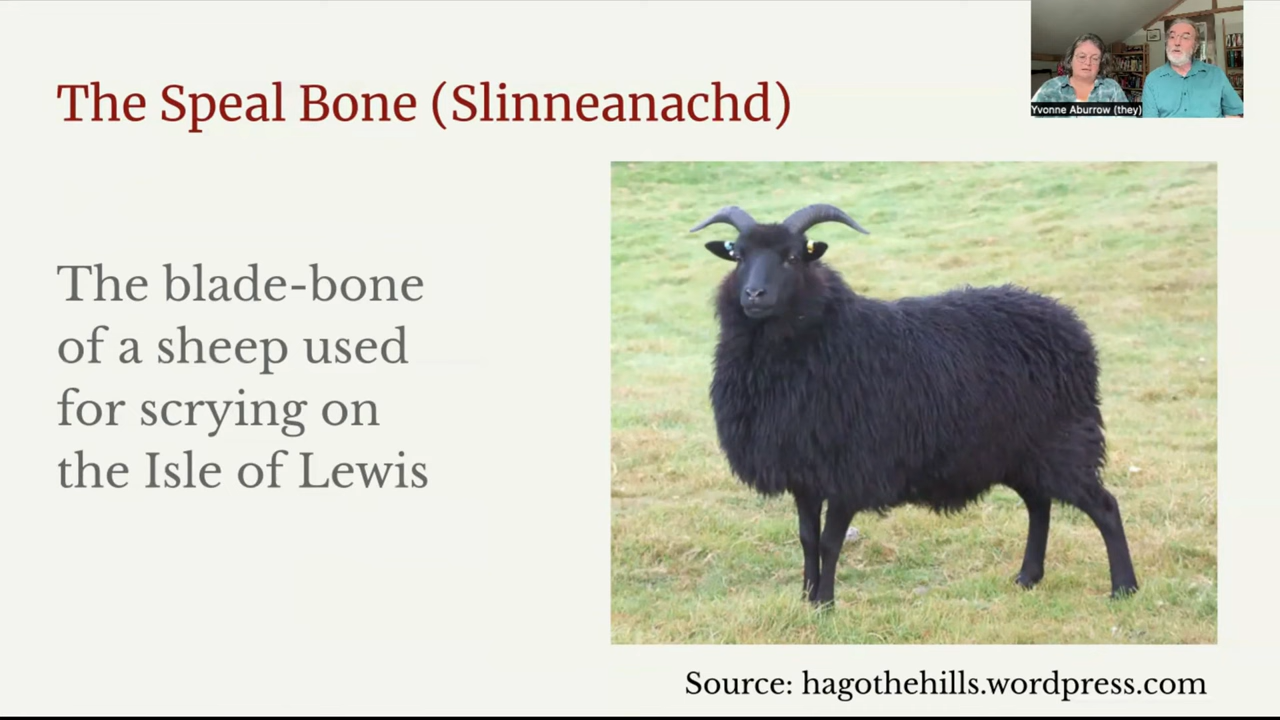 The Speal Bone (Slinneanachd)
Yvonne Aburrow (they)
The blade-bone
of a sheep used
for scrying on
the Isle of Lewis
Source: hagothehills.wordpress.com